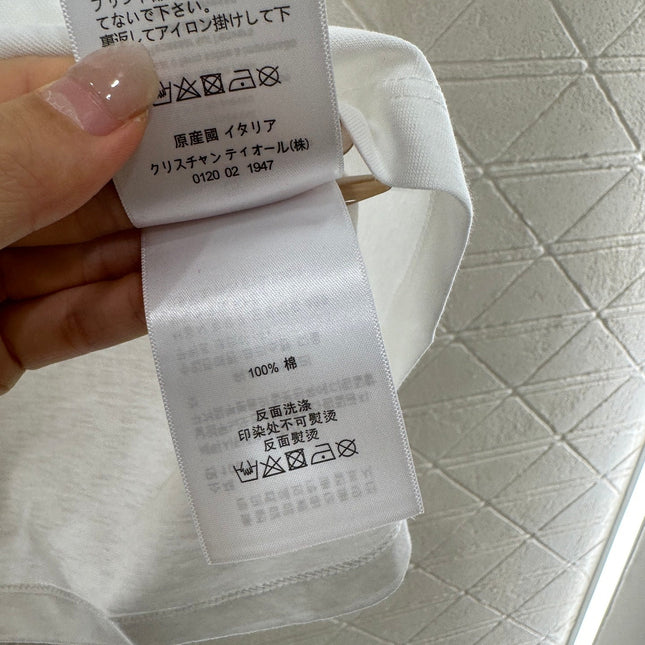 てないで下さい。
裏返してアイロン掛けして下
原産國 イタリア
クリスチャン ディオール(株)
0120 02 1947
100% 棉
反面洗涤
印染处不可熨烫
反面熨烫